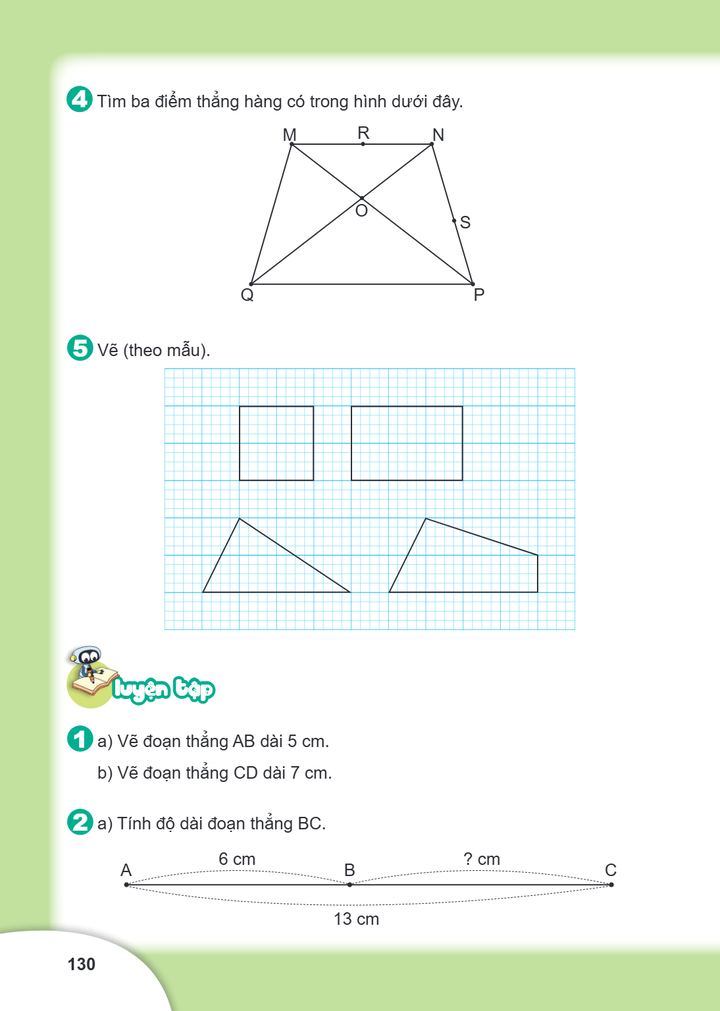 4 Tìm ba điểm thẳng hàng có trong hình dưới đây.
M R N
O
S
Q P
5 Vẽ (theo mẫu).
luyện tập
1 a) Vẽ đoạn thẳng AB dài 5 cm.
b) Vẽ đoạn thẳng CD dài 7 cm.
2 a) Tính độ dài đoạn thẳng BC.
6 cm ? cm
A B C
13 cm
130